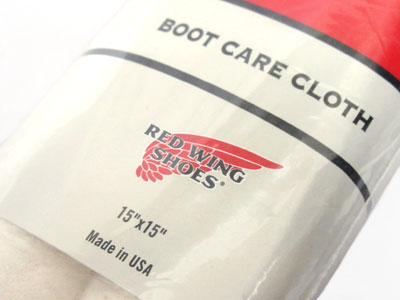 BOOT CARE CLOTH
RED WING
SHOES®
15"x15"
Made in USA